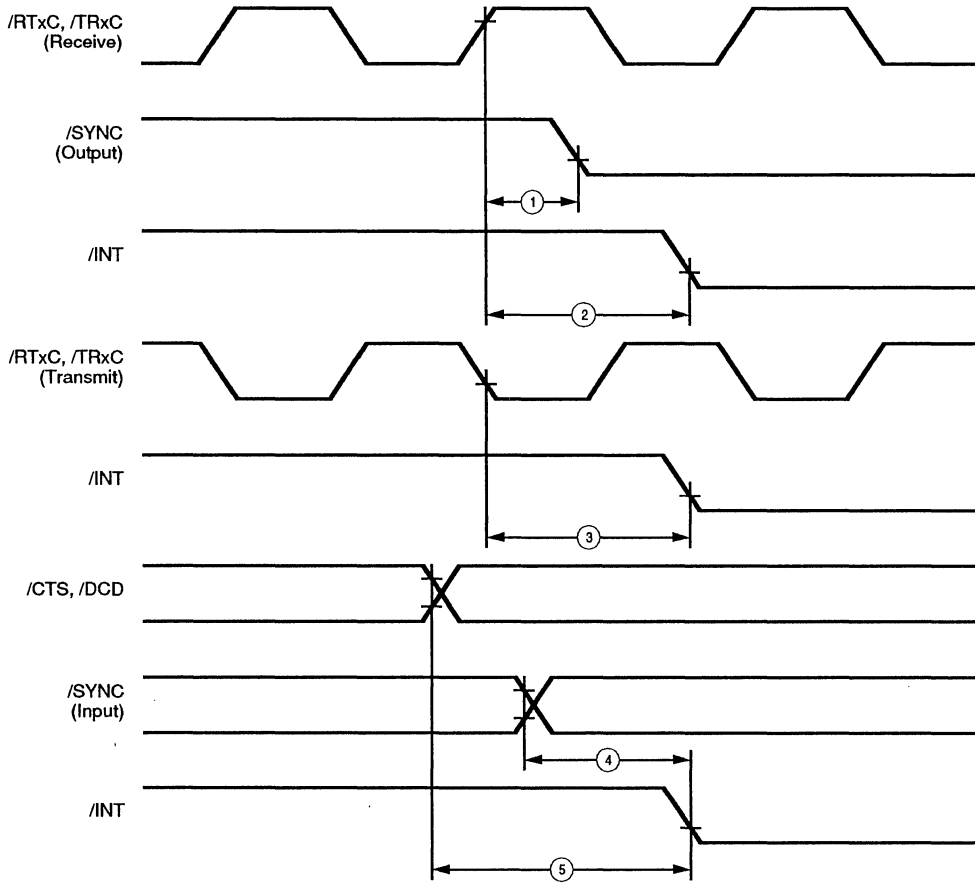 /RTxC, /TRxC
(Receive)
/SYNC
(Output)
1
/INT
2
/RTxC, /TRxC
(Transmit)
/INT
3
/CTS, /DCD
/SYNC
(Input)
4
/INT
5